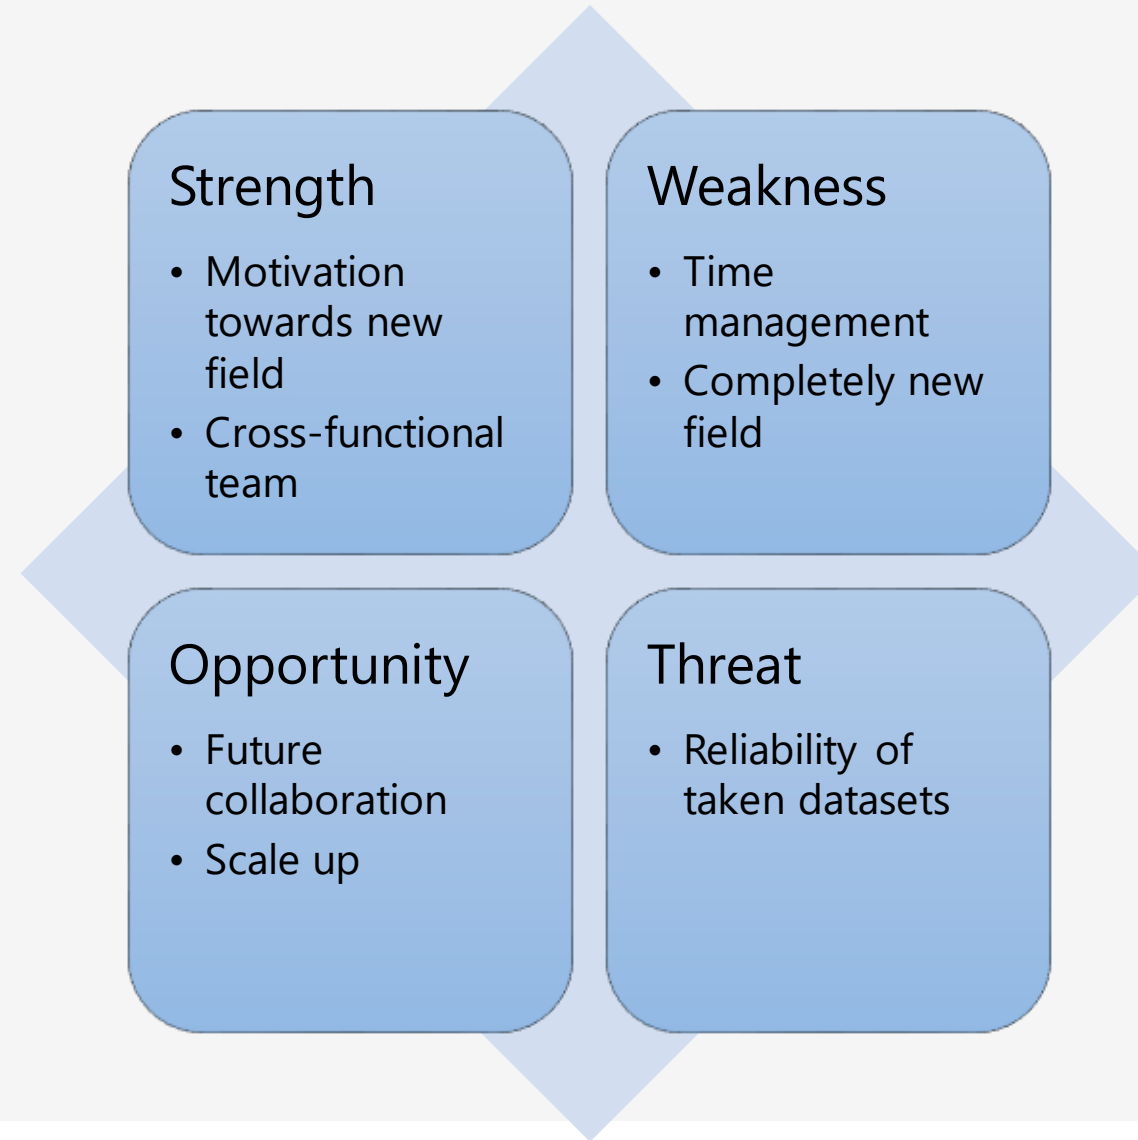 Strength
• Motivation
towards new
field
• Cross-functional
team
Weakness
• Time
management
• Completely new
field
Opportunity
• Future
collaboration
• Scale up
Threat
• Reliability of
taken datasets